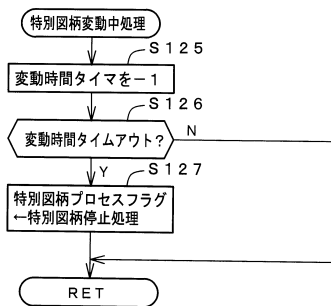 特別図柄変動中処理
S125
変動時間タイマを－1
S126
変動時間タイムアウト？
N
Y
S127
特別図柄プロセスフラグ
←特別図柄停止処理
RET